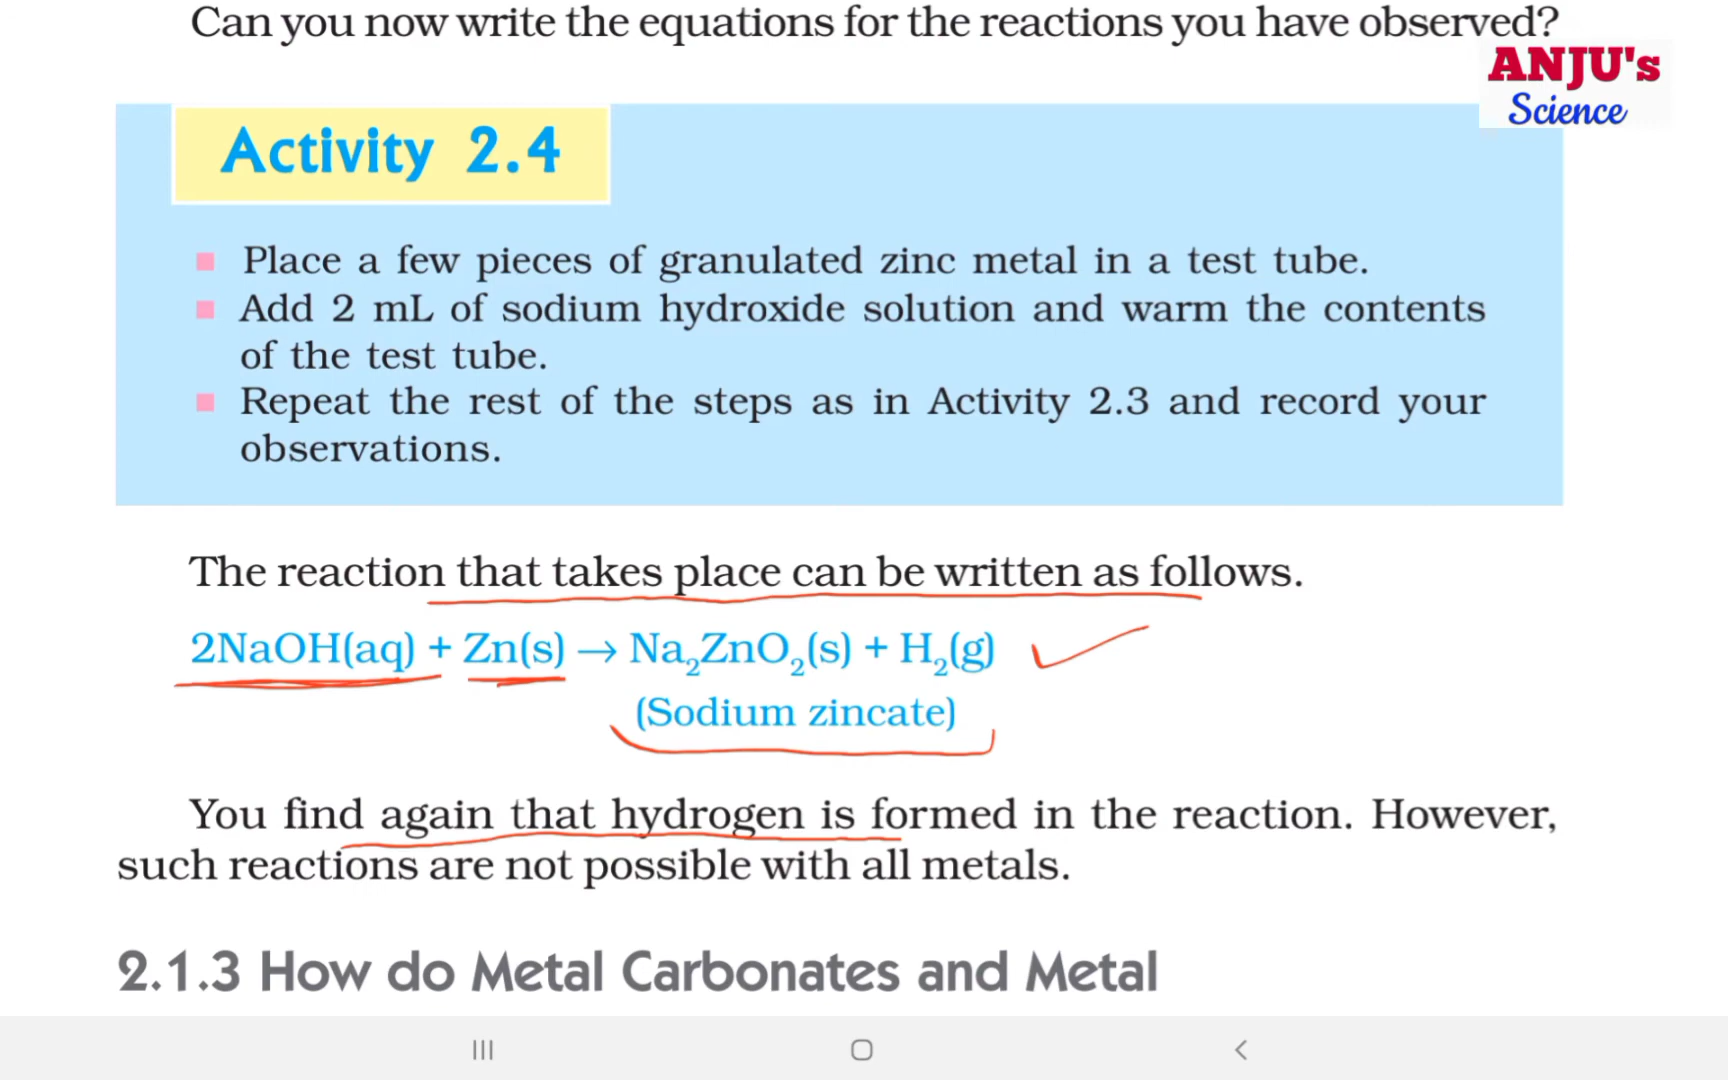 Can you now write the equations for the reactions you have observed?
ANJU's
Science
Activity 2.4
Place a few pieces of granulated zinc metal in a test tube.
Add 2 mL of sodium hydroxide solution and warm the contents
of the test tube.
Repeat the rest of the steps as in Activity 2.3 and record your
observations.
The reaction that takes place can be written as follows.
2NaOH(aq) + Zn(s) → Na₂ZnO₂(s) + H₂(g)
(Sodium zincate)
You find again that hydrogen is formed in the reaction. However,
such reactions are not possible with all metals.
2.1.3 How do Metal Carbonates and Metal